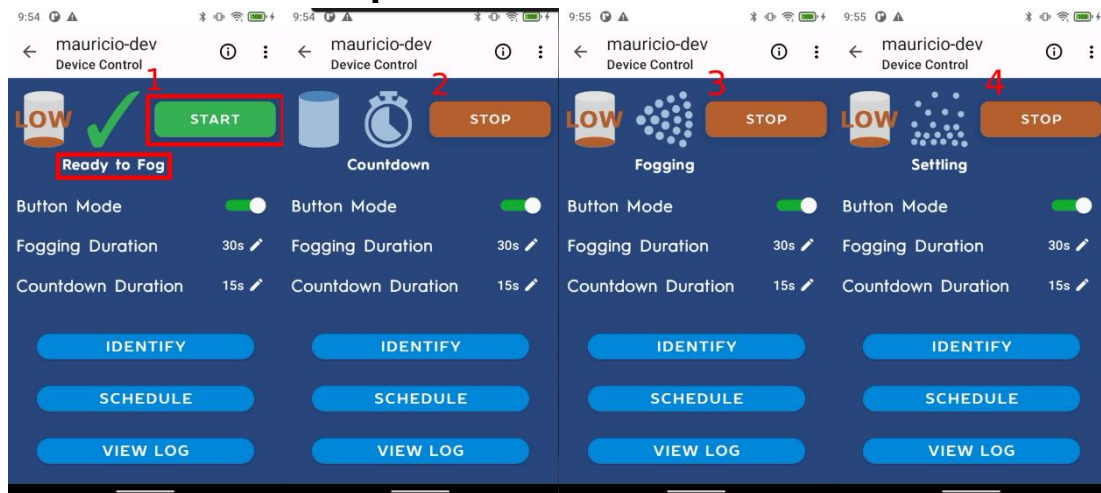 9:54
mauricio-dev
Device Control
1
LOW
START
Ready to Fog
Button Mode
Fogging Duration 30s
Countdown Duration 15s
IDENTIFY
SCHEDULE
VIEW LOG
9:54
mauricio-dev
Device Control
2
STOP
Countdown
Button Mode
Fogging Duration 30s
Countdown Duration 15s
IDENTIFY
SCHEDULE
VIEW LOG
9:55
mauricio-dev
Device Control
3
LOW
STOP
Fogging
Button Mode
Fogging Duration 30s
Countdown Duration 15s
IDENTIFY
SCHEDULE
VIEW LOG
9:55
mauricio-dev
Device Control
4
LOW
STOP
Settling
Button Mode
Fogging Duration 30s
Countdown Duration 15s
IDENTIFY
SCHEDULE
VIEW LOG